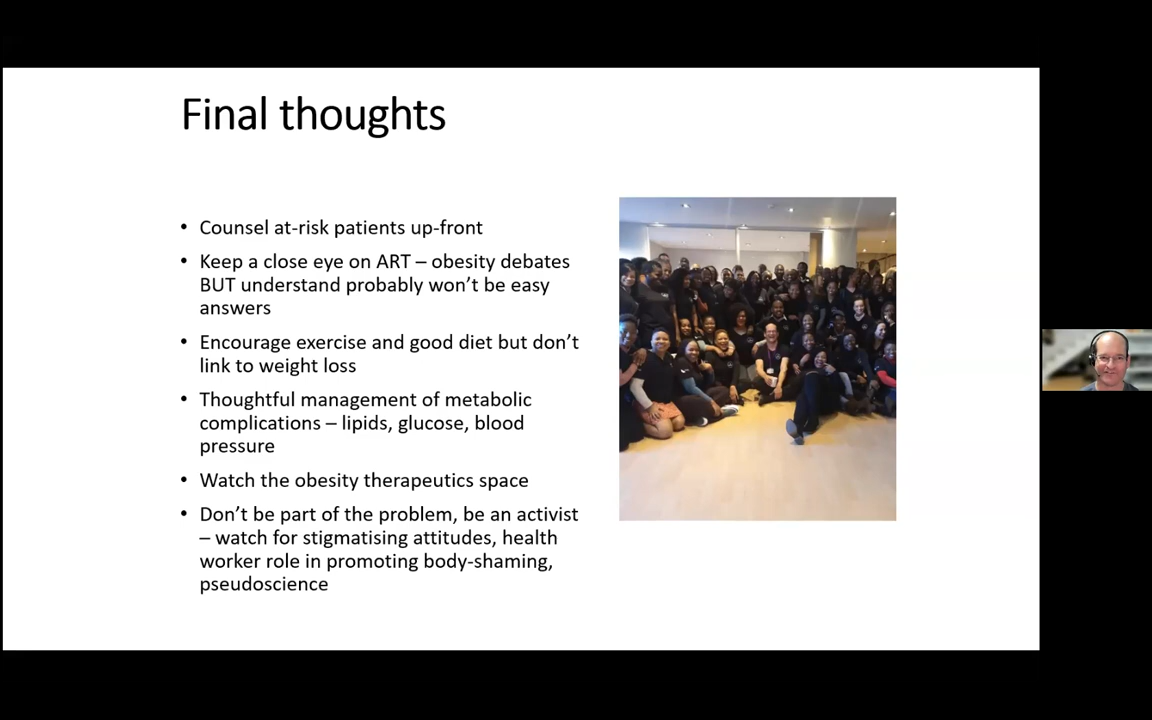 Final thoughts
• Counsel at-risk patients up-front
• Keep a close eye on ART – obesity debates
BUT understand probably won’t be easy
answers
• Encourage exercise and good diet but don’t
link to weight loss
• Thoughtful management of metabolic
complications – lipids, glucose, blood
pressure
• Watch the obesity therapeutics space
• Don’t be part of the problem, be an activist
– watch for stigmatising attitudes, health
worker role in promoting body-shaming,
pseudoscience